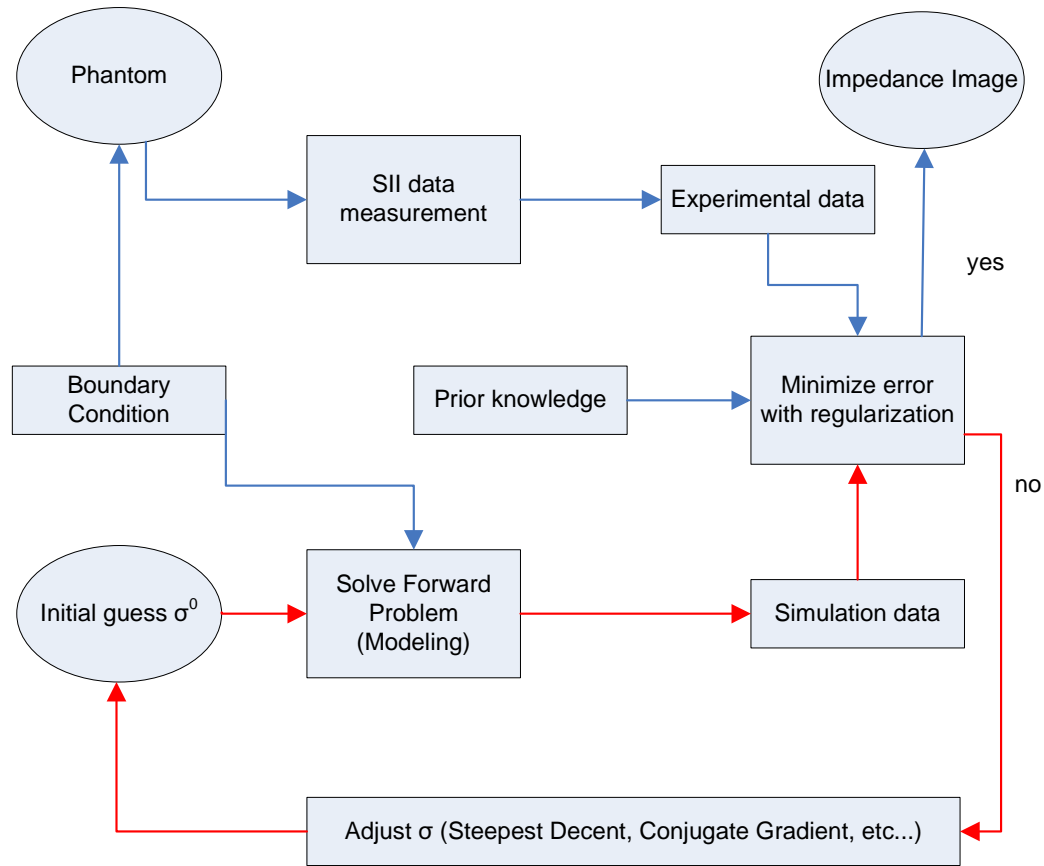 Phantom
Impedance Image
SII data
measurement
Experimental data
yes
Boundary
Condition
Prior knowledge
Minimize error
with regularization
no
Initial guess σ⁰
Solve Forward
Problem
(Modeling)
Simulation data
Adjust σ (Steepest Decent, Conjugate Gradient, etc...)